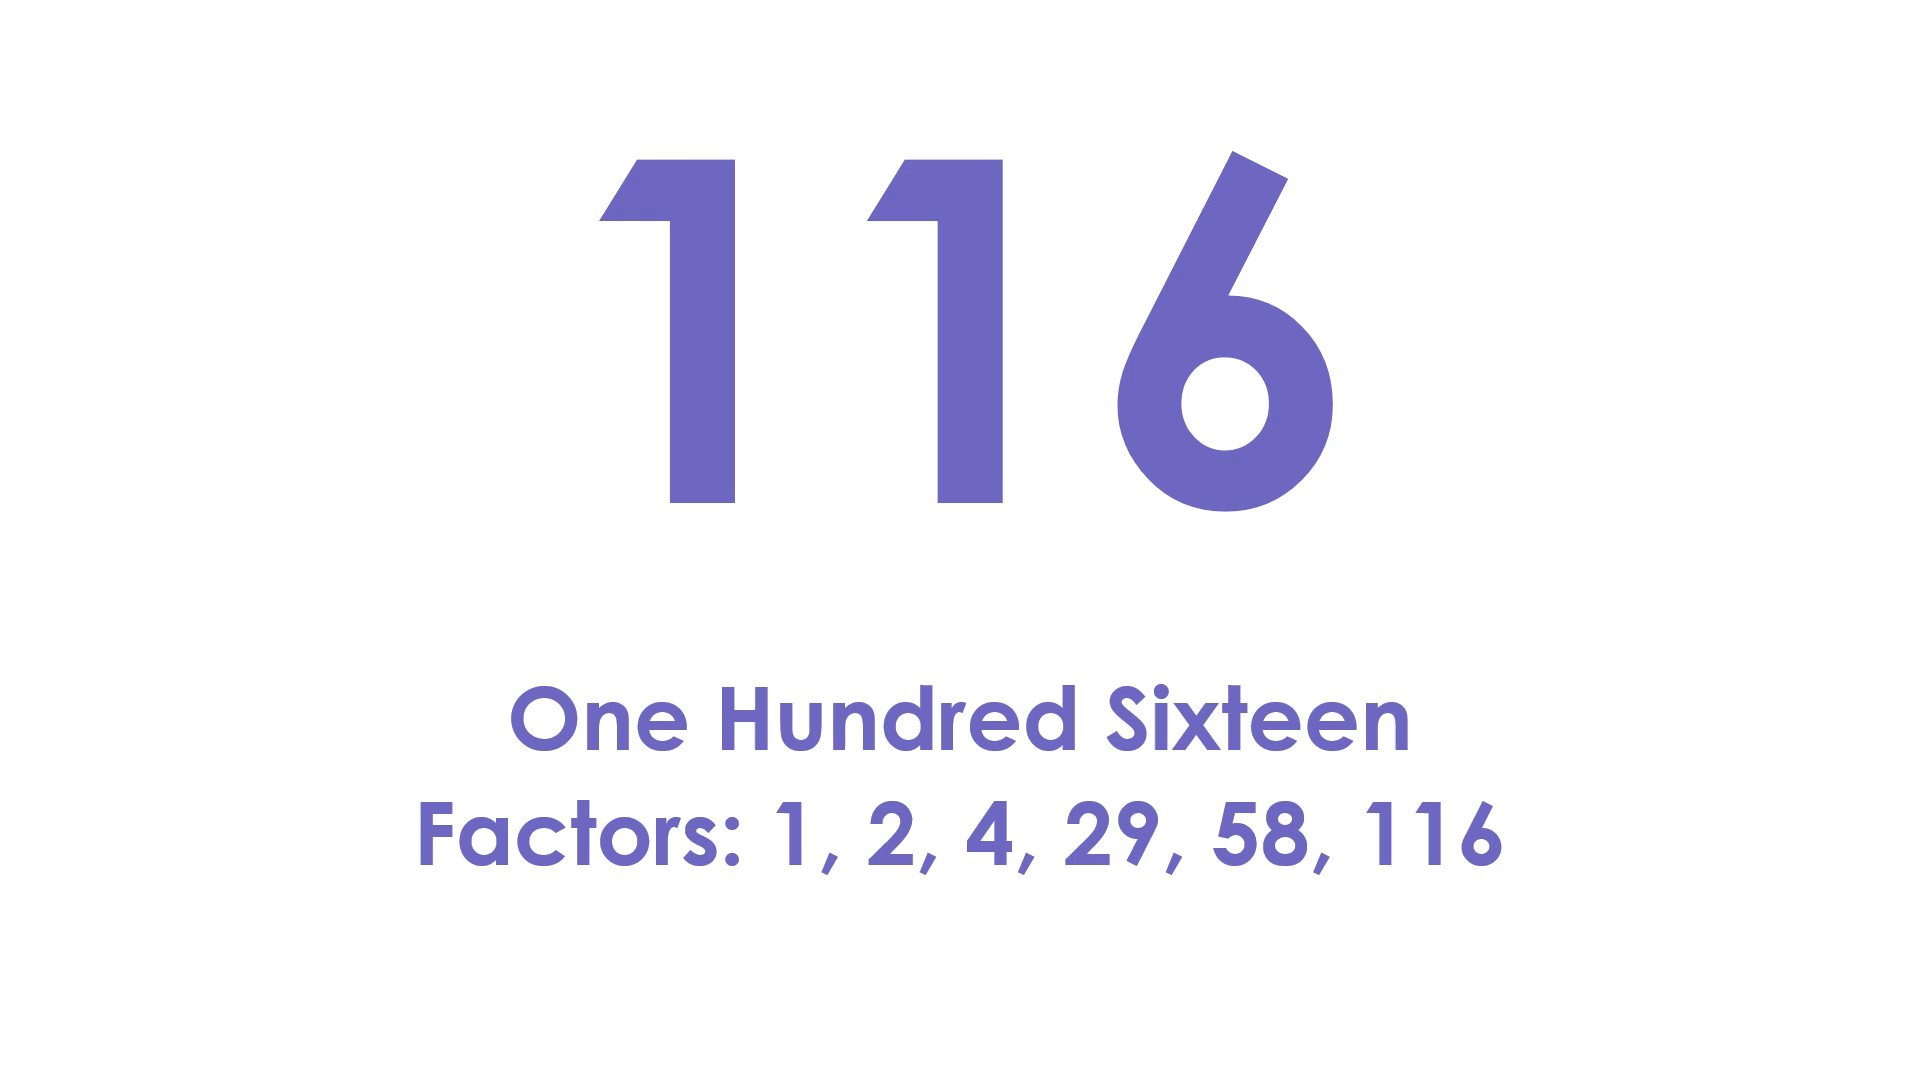 116
One Hundred Sixteen
Factors: 1, 2, 4, 29, 58, 116